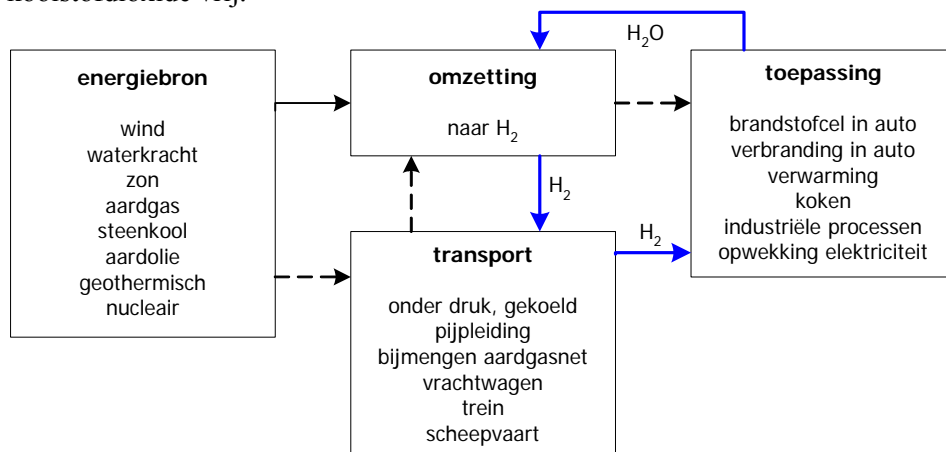 koolstofdioxide vrij.
H2O
energiebron
wind
waterkracht
zon
aardgas
steenkool
aardolie
geothermisch
nucleair
omzetting
naar H2
toepassing
brandstofcel in auto
verbranding in auto
verwarming
koken
industriële processen
opwekking elektriciteit
H2
H2
transport
onder druk, gekoeld
pijpleiding
bijmengen aardgasnet
vrachtwagen
trein
scheepvaart